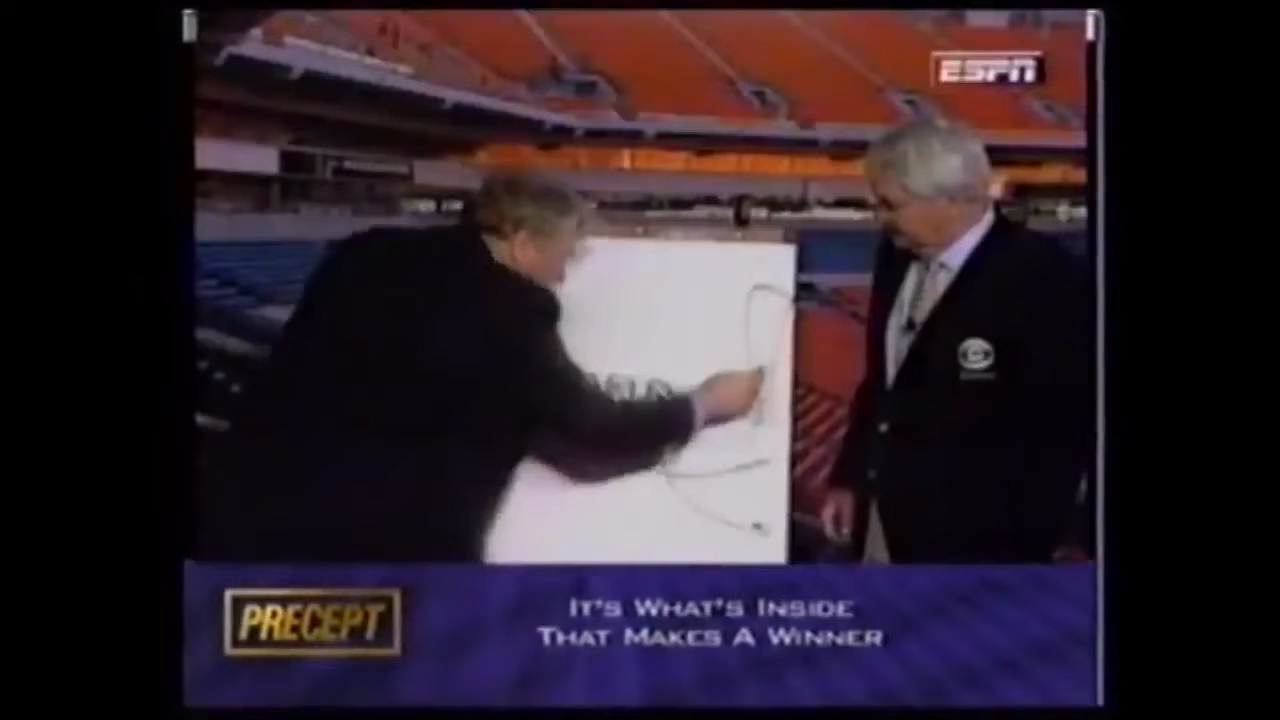 ESPN
PRECEPT
IT'S WHAT'S INSIDE
THAT MAKES A WINNER